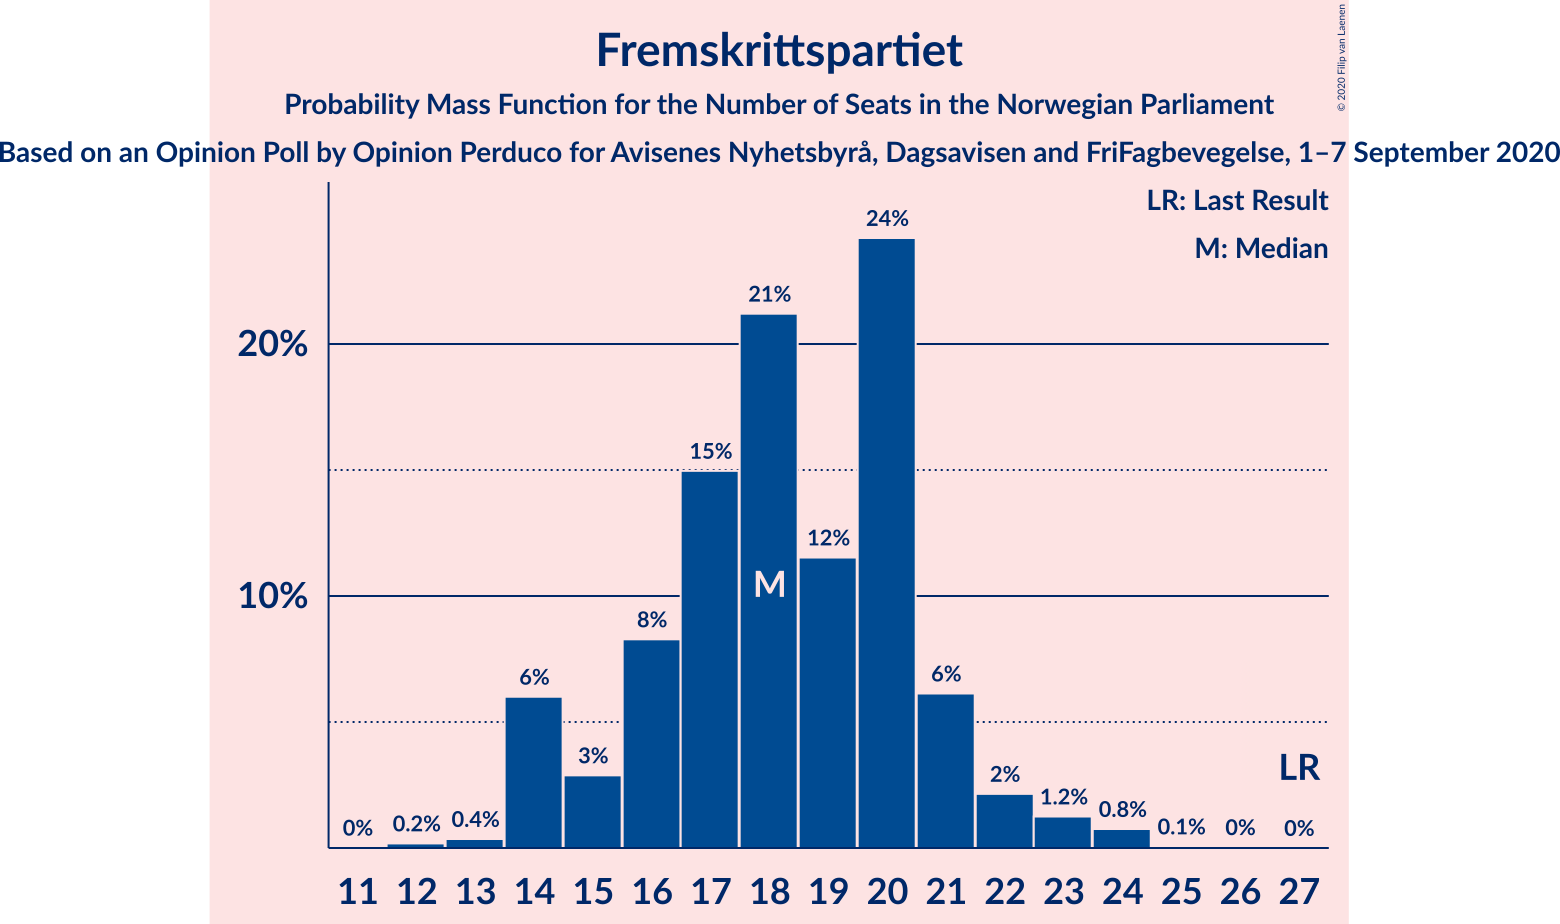 Fremskrittspartiet
Probability Mass Function for the Number of Seats in the Norwegian Parliament
Based on an Opinion Poll by Opinion Perduco for Avisenes Nyhetsbyrå, Dagsavisen and FriFagbevegelse, 1–7 September 2020
© 2020 Filip van Laenen
LR: Last Result
M: Median
20%
10%
0%
0.2%
0.4%
6%
3%
8%
15%
21%
12%
24%
6%
2%
1.2%
0.8%
0.1%
0%
0%
M
LR
11 12 13 14 15 16 17 18 19 20 21 22 23 24 25 26 27